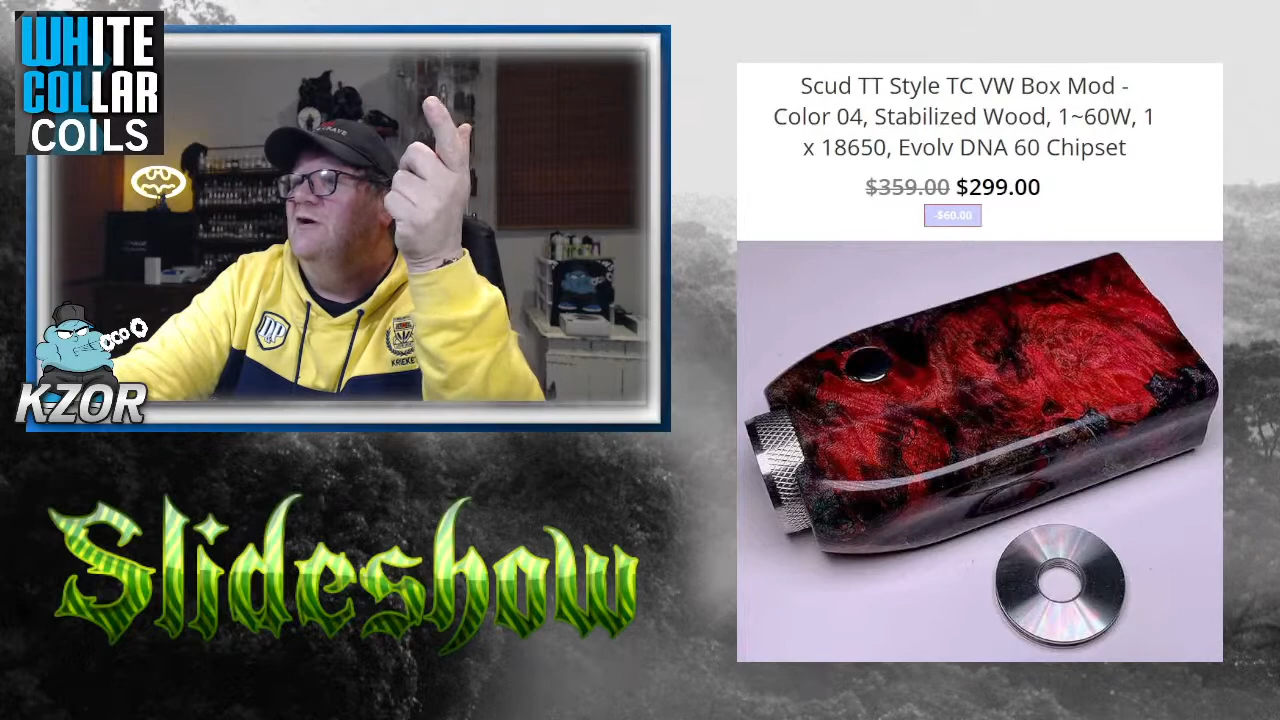 WHITE
COLLAR
COILS
KZOR
KRIEKET
Slideshow
Scud TT Style TC VW Box Mod -
Color 04, Stabilized Wood, 1~60W, 1
x 18650, Evolv DNA 60 Chipset
$359.00 $299.00
-$60.00